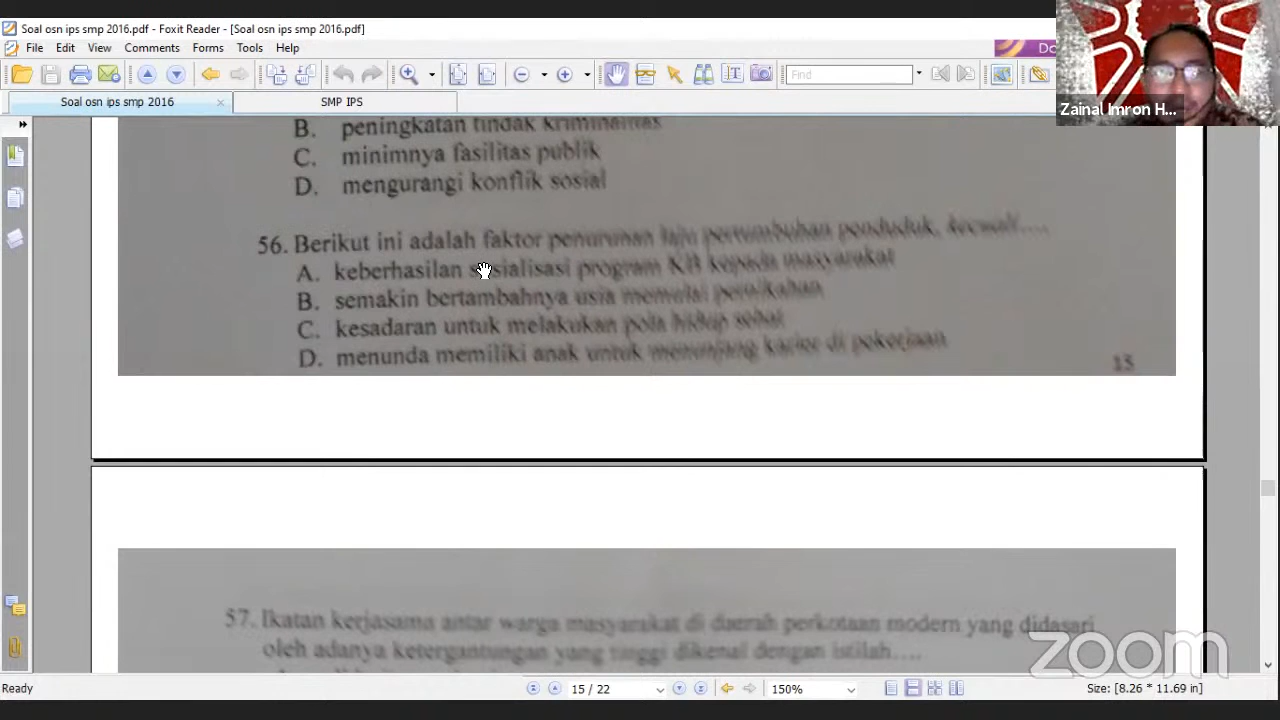 Soal osn ips smp 2016.pdf - Foxit Reader - [Soal osn ips smp 2016.pdf]
File Edit View Comments Forms Tools Help
Find
Zainal Imron H...
Soal osn ips smp 2016 SMP IPS
B. peningkatan tindak kriminalitas
C. minimnya fasilitas publik
D. mengurangi konflik sosial
56. Berikut ini adalah faktor penurunan laju pertumbuhan penduduk, kecuali....
A. keberhasilan sosialisasi program KB kepada masyarakat
B. semakin bertambahnya usia memulai pernikahan
C. kesadaran untuk melakukan pola hidup sehat
D. menunda memiliki anak untuk menunjang karier di pekerjaan
15
57. Ikatan kerjasama antar warga masyarakat di daerah perkotaan modern yang didasari
oleh adanya ketergantungan yang tinggi dikenal dengan istilah....
zoom
Ready 15 / 22 150% Size: [8.26 * 11.69 in]